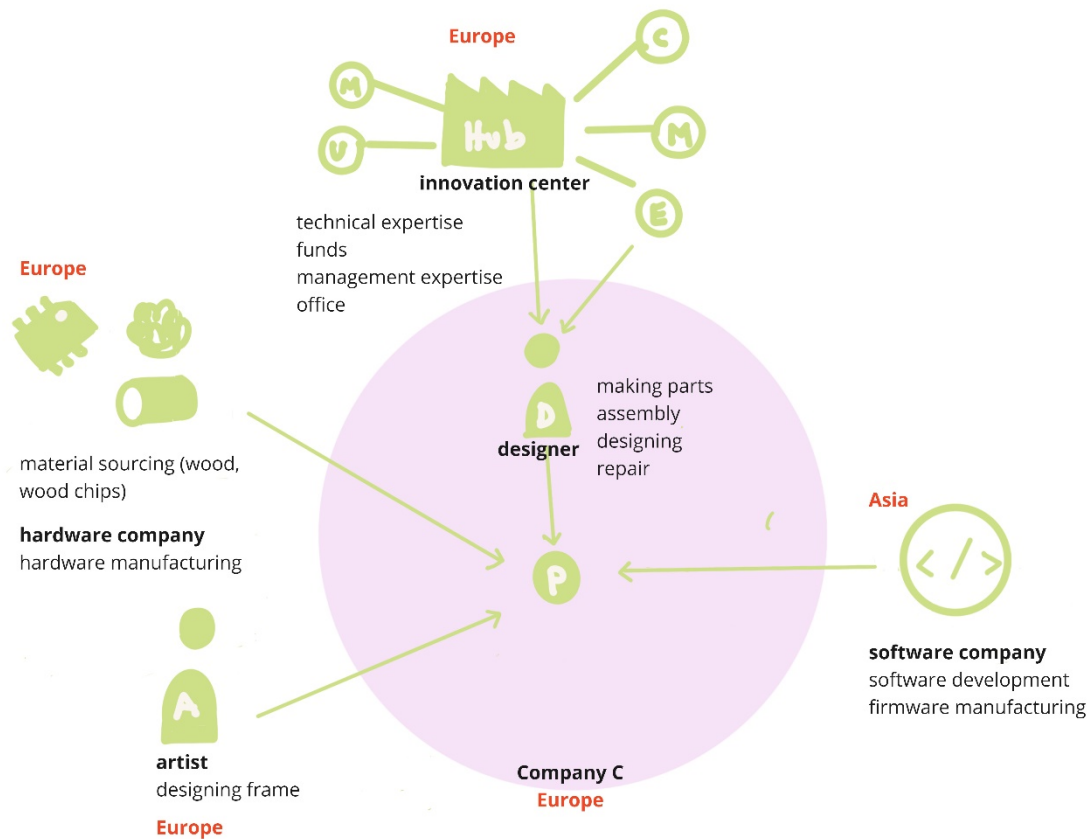 Europe
C
M
Hub
M
U
innovation center
E
technical expertise
funds
management expertise
office
Europe
making parts
assembly
designing
repair
D
designer
material sourcing (wood,
wood chips)
hardware company
hardware manufacturing
Asia
</>
P
software company
software development
firmware manufacturing
A
artist
designing frame
Europe
Company C
Europe